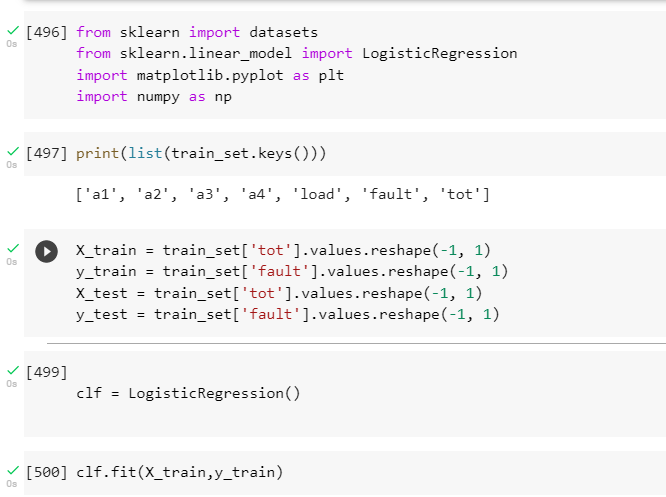 [496] from sklearn import datasets
0s from sklearn.linear_model import LogisticRegression
import matplotlib.pyplot as plt
import numpy as np
[497] print(list(train_set.keys()))
0s
['a1', 'a2', 'a3', 'a4', 'load', 'fault', 'tot']
X_train = train_set['tot'].values.reshape(-1, 1)
0s y_train = train_set['fault'].values.reshape(-1, 1)
X_test = train_set['tot'].values.reshape(-1, 1)
y_test = train_set['fault'].values.reshape(-1, 1)
[499]
0s clf = LogisticRegression()
[500] clf.fit(X_train,y_train)
0s